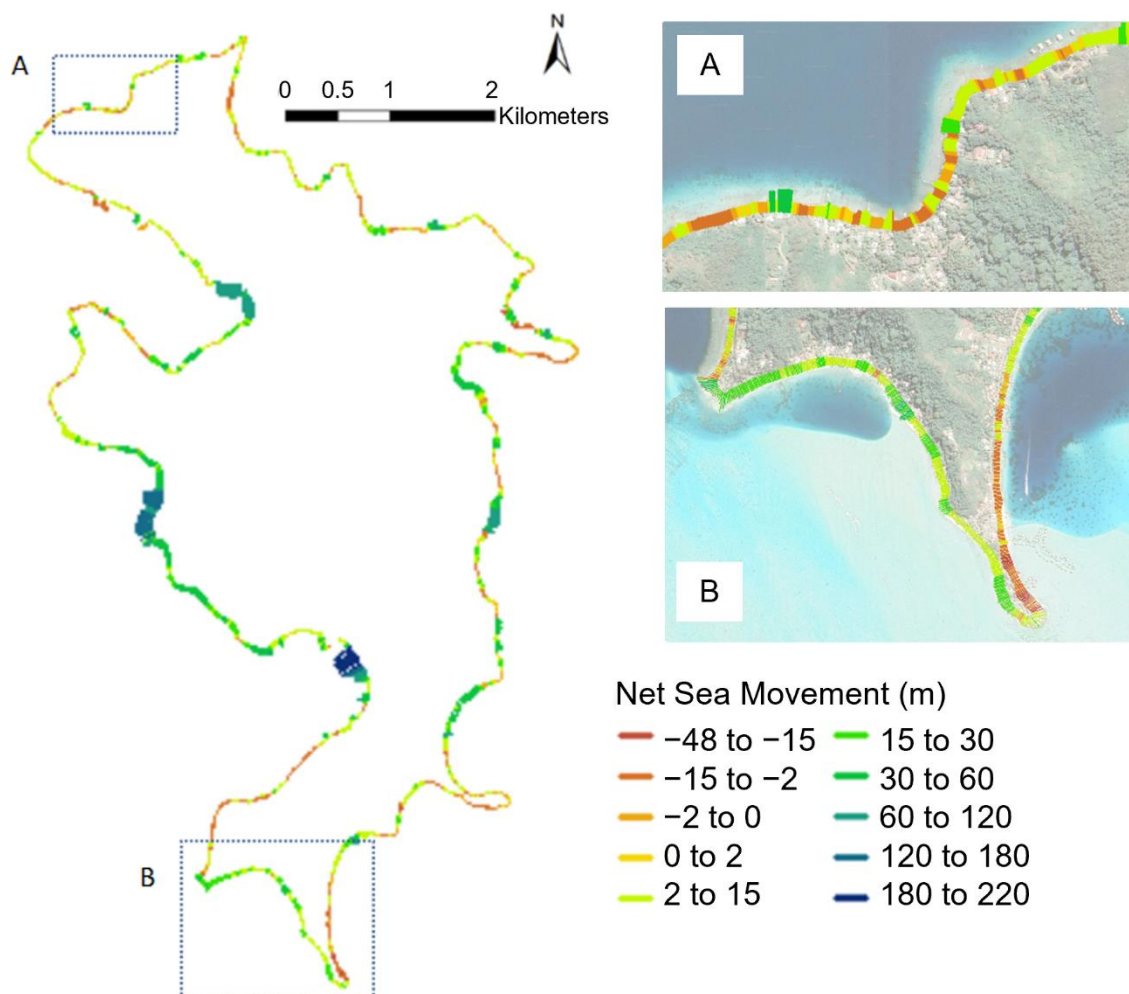 A
N
0 0.5 1 2
Kilometers
B
A
B
Net Sea Movement (m)
−48 to −15
−15 to −2
−2 to 0
0 to 2
2 to 15
15 to 30
30 to 60
60 to 120
120 to 180
180 to 220